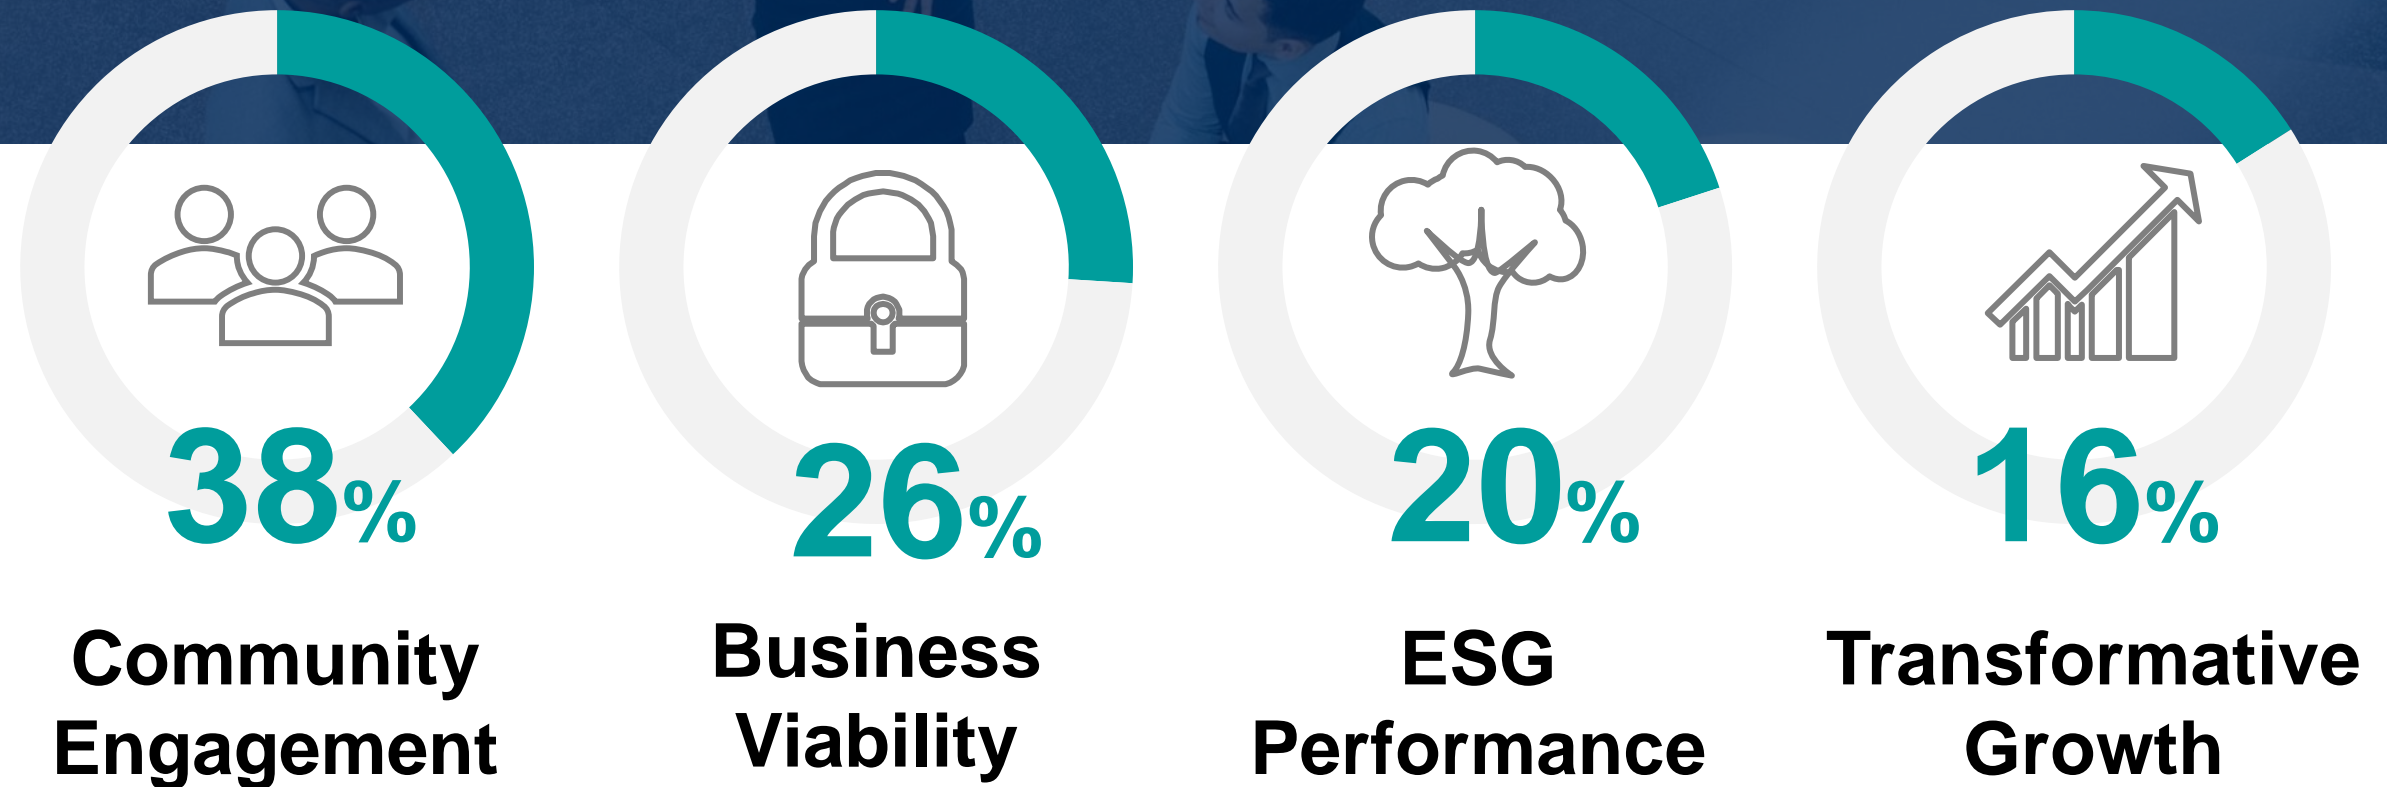 38%
26%
20%
16%
Community
Engagement
Business
Viability
ESG
Performance
Transformative
Growth